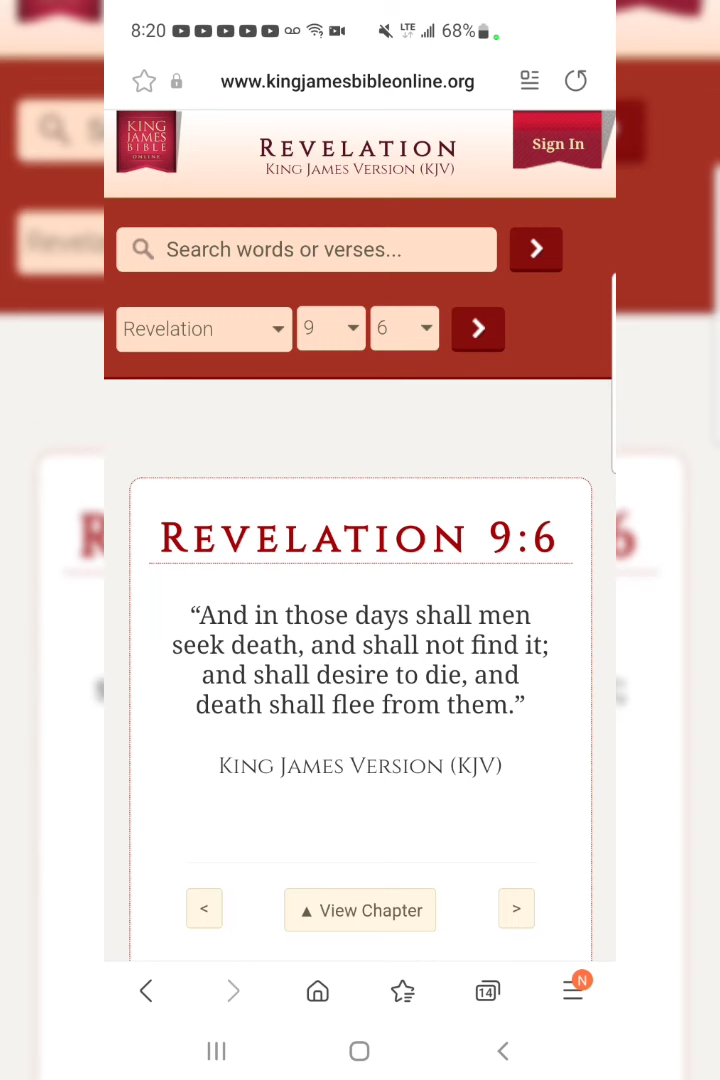 8:20 LTE 68%
www.kingjamesbibleonline.org
KING
JAMES
BIBLE
ONLINE
REVELATION
KING JAMES VERSION (KJV)
Sign In
Search words or verses...
Revelation 9 6
REVELATION 9:6
“And in those days shall men
seek death, and shall not find it;
and shall desire to die, and
death shall flee from them.”
KING JAMES VERSION (KJV)
< ▲ View Chapter >
14
N